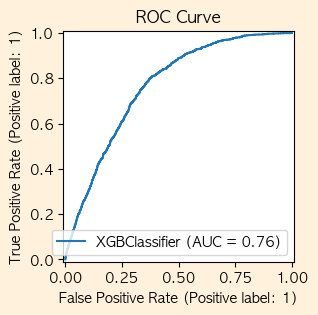 ROC Curve
True Positive Rate (Positive label: 1)
1.0
0.8
0.6
0.4
0.2
0.0
XGBClassifier (AUC = 0.76)
0.00 0.25 0.50 0.75 1.00
False Positive Rate (Positive label: 1)